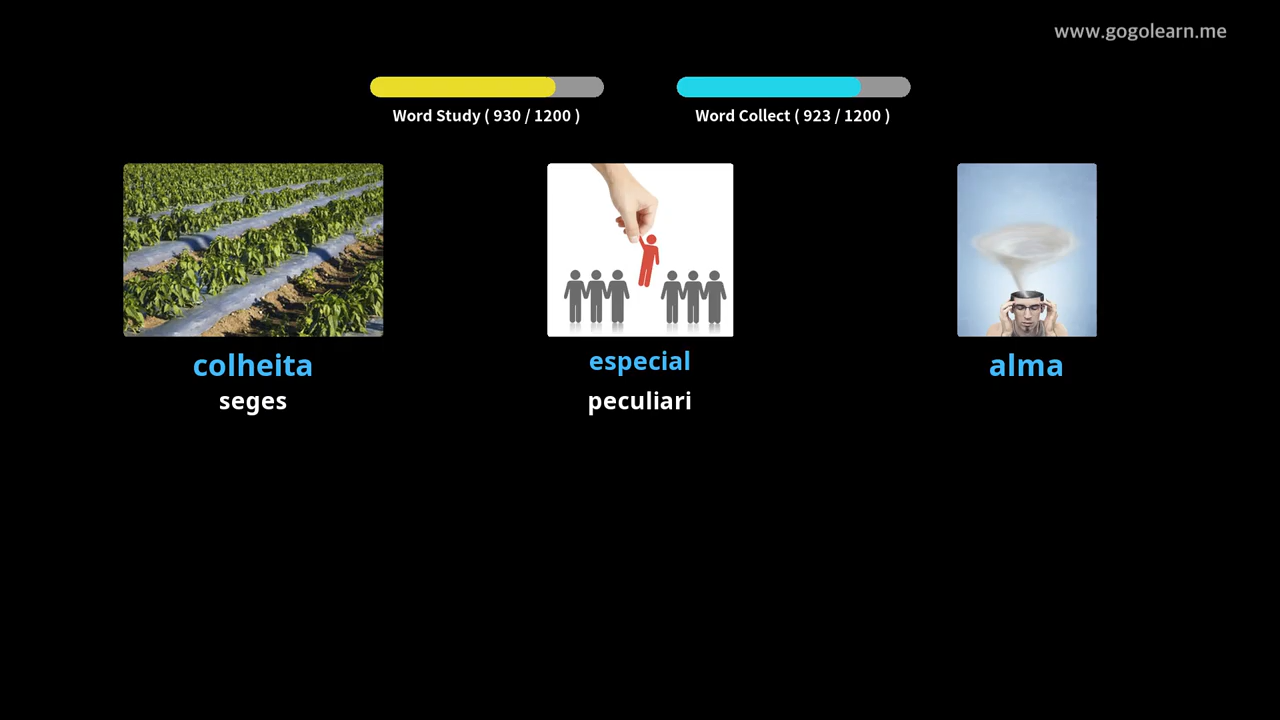 www.gogolearn.me
Word Study ( 930 / 1200 )
Word Collect ( 923 / 1200 )
colheita
seges
especial
peculiari
alma